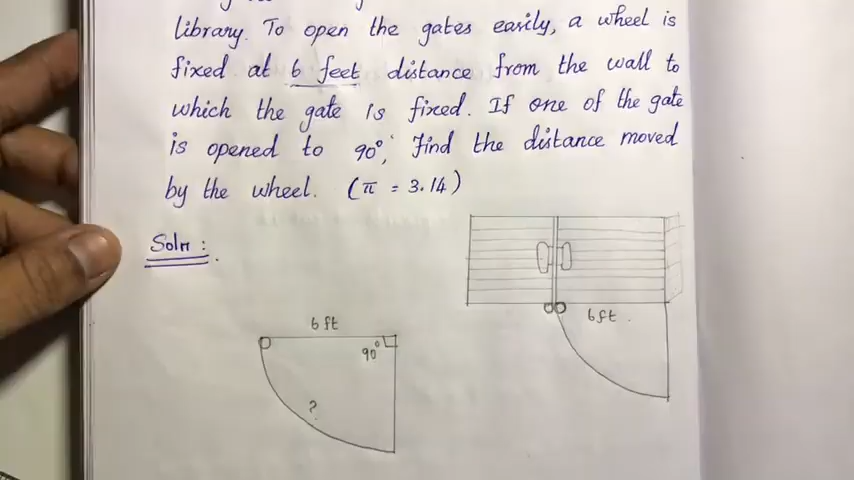 library. To open the gates easily, a wheel is
fixed at 6 feet distance from the wall to
which the gate is fixed. If one of the gate
is opened to 90°, Find the distance moved
by the wheel. (π = 3.14)
Soln :
6 ft
90°
?
6 ft